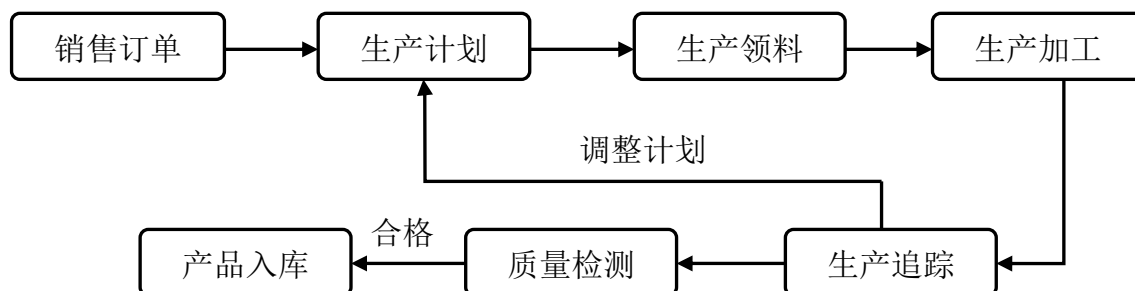 销售订单
生产计划
生产领料
生产加工
调整计划
产品入库
合格
质量检测
生产追踪